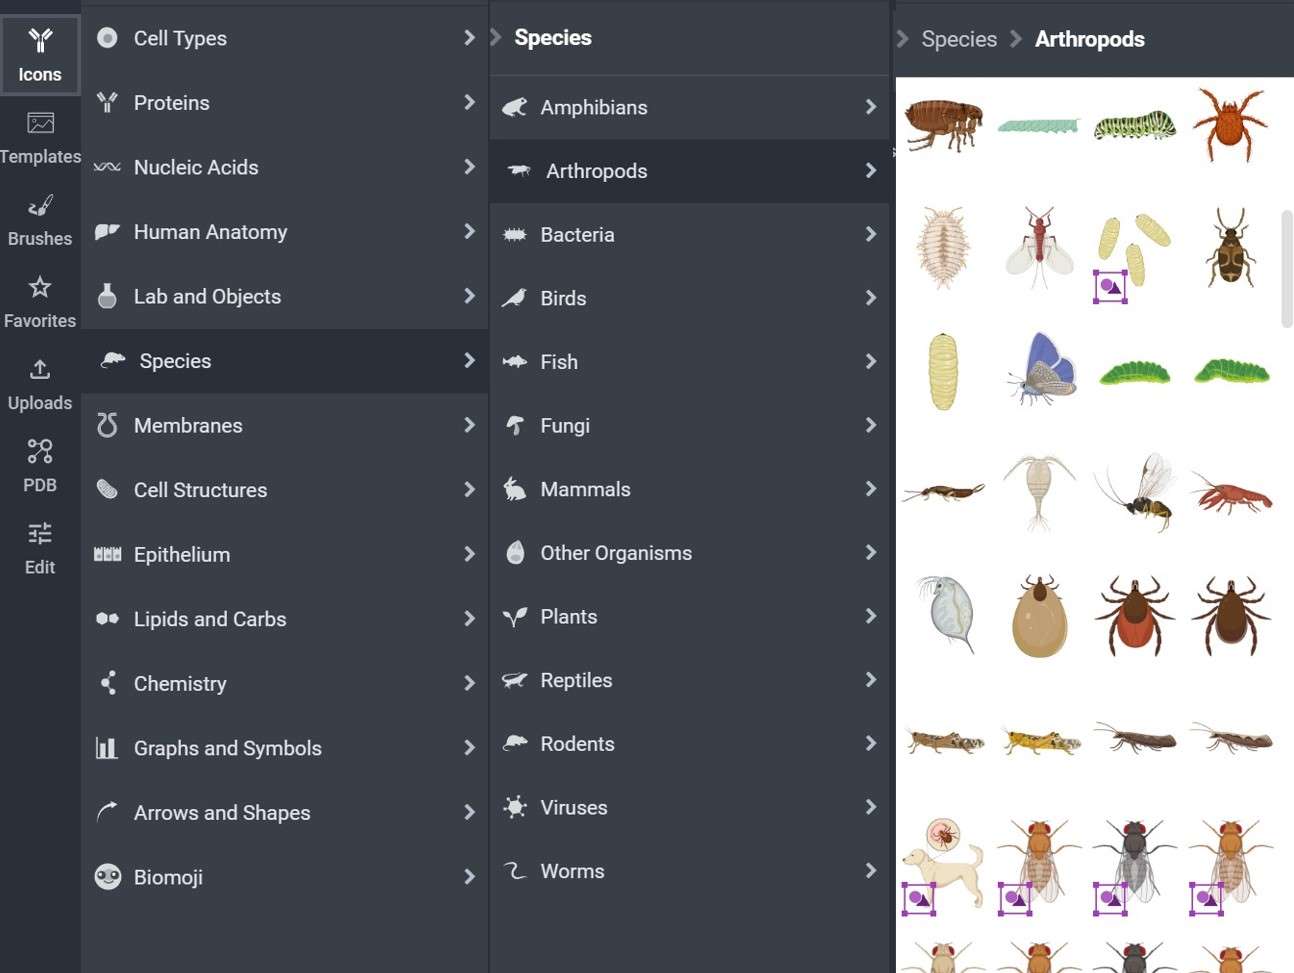 Icons
Templates
Brushes
Favorites
Uploads
PDB
Edit
Cell Types
Proteins
Nucleic Acids
Human Anatomy
Lab and Objects
Species
Membranes
Cell Structures
Epithelium
Lipids and Carbs
Chemistry
Graphs and Symbols
Arrows and Shapes
Biomoji
Species
Amphibians
Arthropods
Bacteria
Birds
Fish
Fungi
Mammals
Other Organisms
Plants
Reptiles
Rodents
Viruses
Worms
Species Arthropods